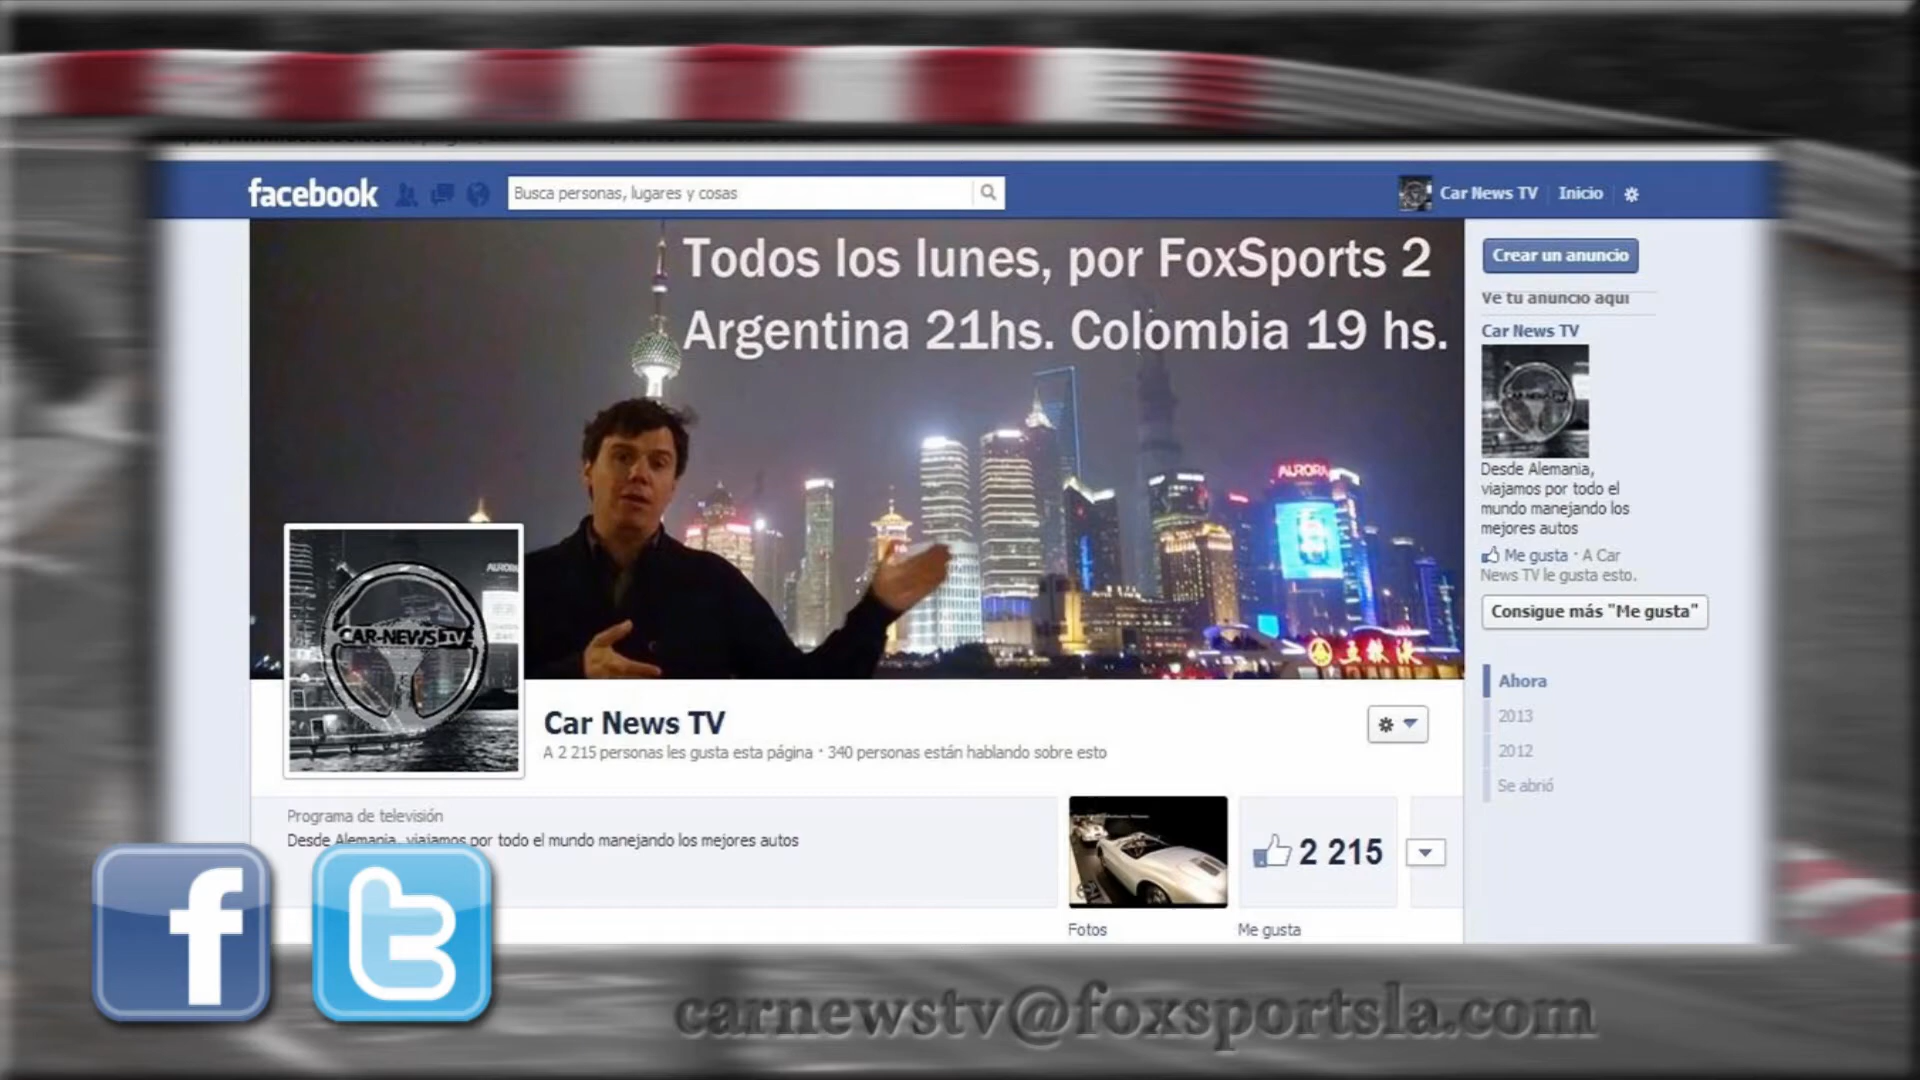 facebook
Busca personas, lugares y cosas
Car News TV
Inicio
Todos los lunes, por FoxSports 2
Argentina 21hs. Colombia 19 hs.
Crear un anuncio
Ve tu anuncio aquí
Car News TV
CAR-NEWS TV
Desde Alemania,
viajamos por todo el
mundo manejando los
mejores autos
Me gusta · A Car
News TV le gusta esto.
Consigue más "Me gusta"
AURORA
AURORA
CAR-NEWS TV
Ahora
2013
2012
Se abrió
Car News TV
A 2 215 personas les gusta esta página · 340 personas están hablando sobre esto
Programa de televisión
Desde Alemania, viajamos por todo el mundo manejando los mejores autos
2 215
Fotos
Me gusta
f
t
carnewstv@foxsportsla.com